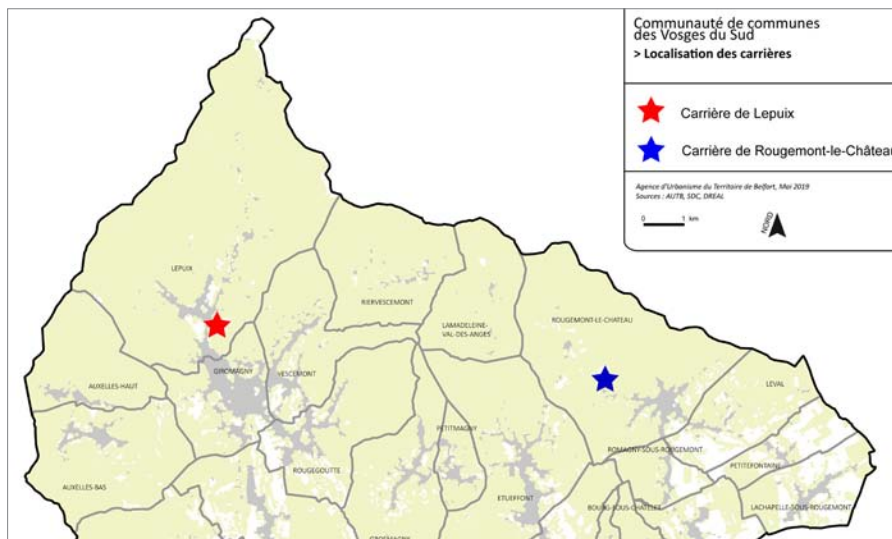 Communauté de communes
des Vosges du Sud
> Localisation des carrières
Carrière de Lepuix
Carrière de Rougemont-le-Château
Agence d'Urbanisme du Territoire de Belfort, Mai 2019
Sources : AUTB, SDC, DREAL
0 1 km
NORD
LEPUIX
RIERVESCEMONT
LAMADELEINE-
VAL-DES-ANGES
ROUGEMONT-LE-CHATEAU
AUXELLES-HAUT
GIROMAGNY
VESCEMONT
LEVAL
PETITMAGNY
ROMAGNY-SOUS-ROUGEMONT
ROUGEGOUTTE
PETITEFONTAINE
AUXELLES-BAS
ETUEFFONT
BOURG-SOUS-CHATELET
LACHAPELLE-SOUS-ROUGEMONT
GROSMAGNY